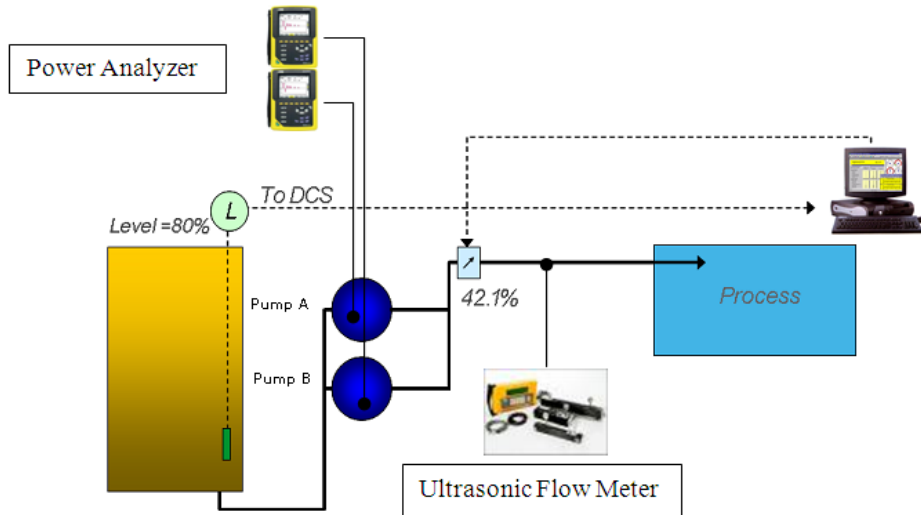 Power Analyzer
L
To DCS
Level =80%
Pump A
42.1%
Process
Pump B
Ultrasonic Flow Meter